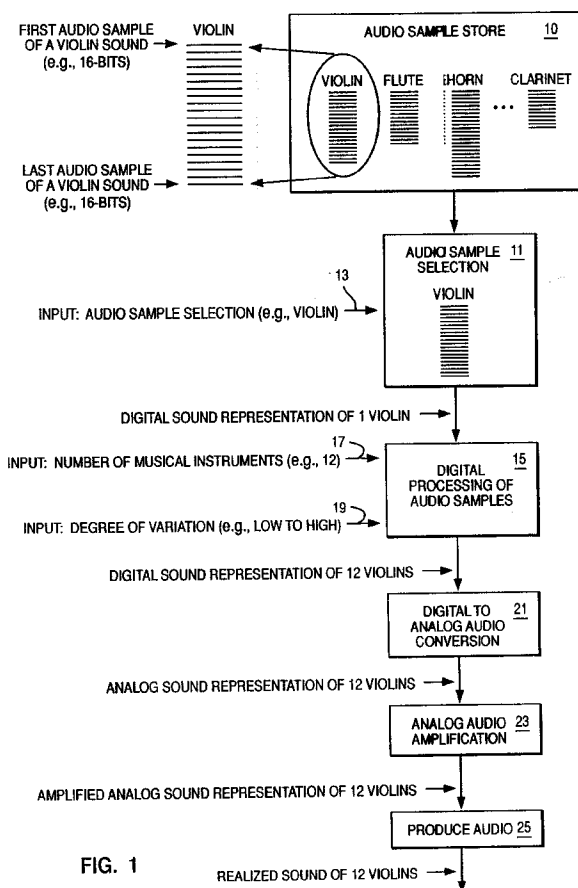 FIRST AUDIO SAMPLE
OF A VIOLIN SOUND
(e.g., 16-BITS)
VIOLIN
LAST AUDIO SAMPLE
OF A VIOLIN SOUND
(e.g., 16-BITS)
AUDIO SAMPLE STORE 10
VIOLIN FLUTE HORN ••• CLARINET
AUDIO SAMPLE 11
SELECTION
VIOLIN
13
INPUT: AUDIO SAMPLE SELECTION (e.g., VIOLIN)
DIGITAL SOUND REPRESENTATION OF 1 VIOLIN
17
INPUT: NUMBER OF MUSICAL INSTRUMENTS (e.g., 12)
15
DIGITAL
PROCESSING OF
AUDIO SAMPLES
19
INPUT: DEGREE OF VARIATION (e.g., LOW TO HIGH)
DIGITAL SOUND REPRESENTATION OF 12 VIOLINS
DIGITAL TO 21
ANALOG AUDIO
CONVERSION
ANALOG SOUND REPRESENTATION OF 12 VIOLINS
ANALOG AUDIO 23
AMPLIFICATION
AMPLIFIED ANALOG SOUND REPRESENTATION OF 12 VIOLINS
PRODUCE AUDIO 25
FIG. 1
REALIZED SOUND OF 12 VIOLINS